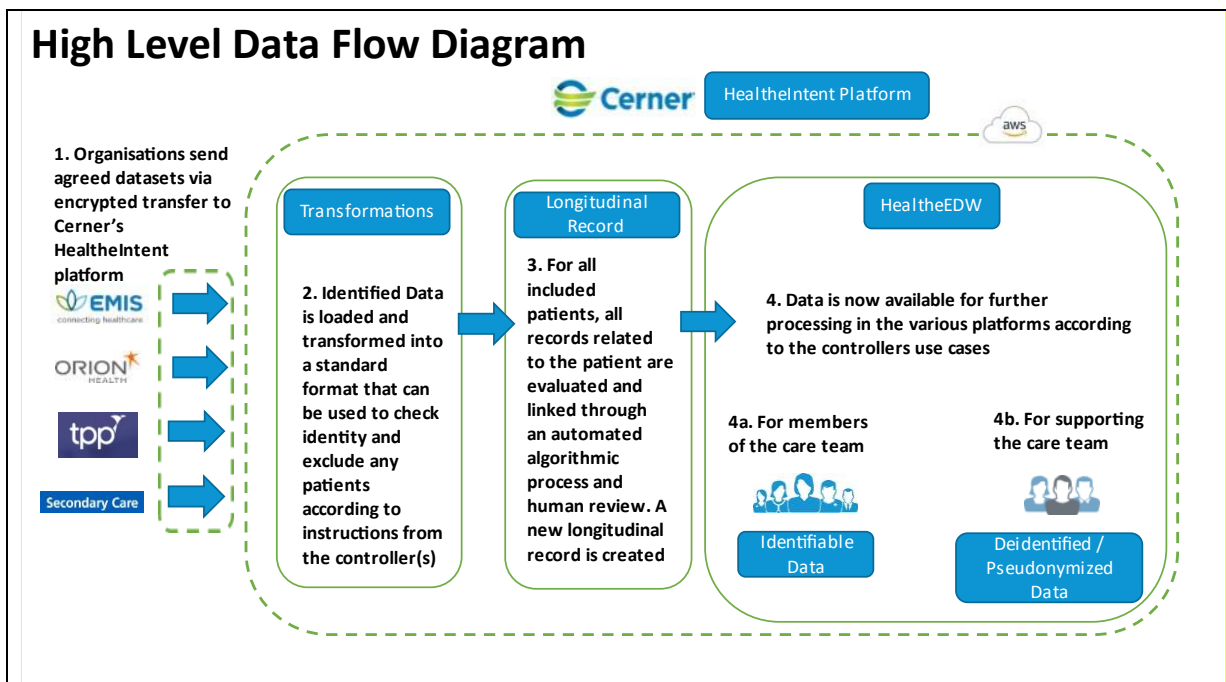 High Level Data Flow Diagram
Cerner
HealtheIntent Platform
aws
1. Organisations send
agreed datasets via
encrypted transfer to
Cerner's
HealtheIntent
platform
EMIS
connecting healthcare
ORION
HEALTH
tpp
Secondary Care
Transformations
2. Identified Data
is loaded and
transformed into
a standard
format that can
be used to check
identity and
exclude any
patients
according to
instructions from
the controller(s)
Longitudinal
Record
3. For all
included
patients, all
records related
to the patient are
evaluated and
linked through
an automated
algorithmic
process and
human review. A
new longitudinal
record is created
HealtheEDW
4. Data is now available for further
processing in the various platforms according
to the controllers use cases
4a. For members
of the care team
Identifiable
Data
4b. For supporting
the care team
Deidentified /
Pseudonymized
Data